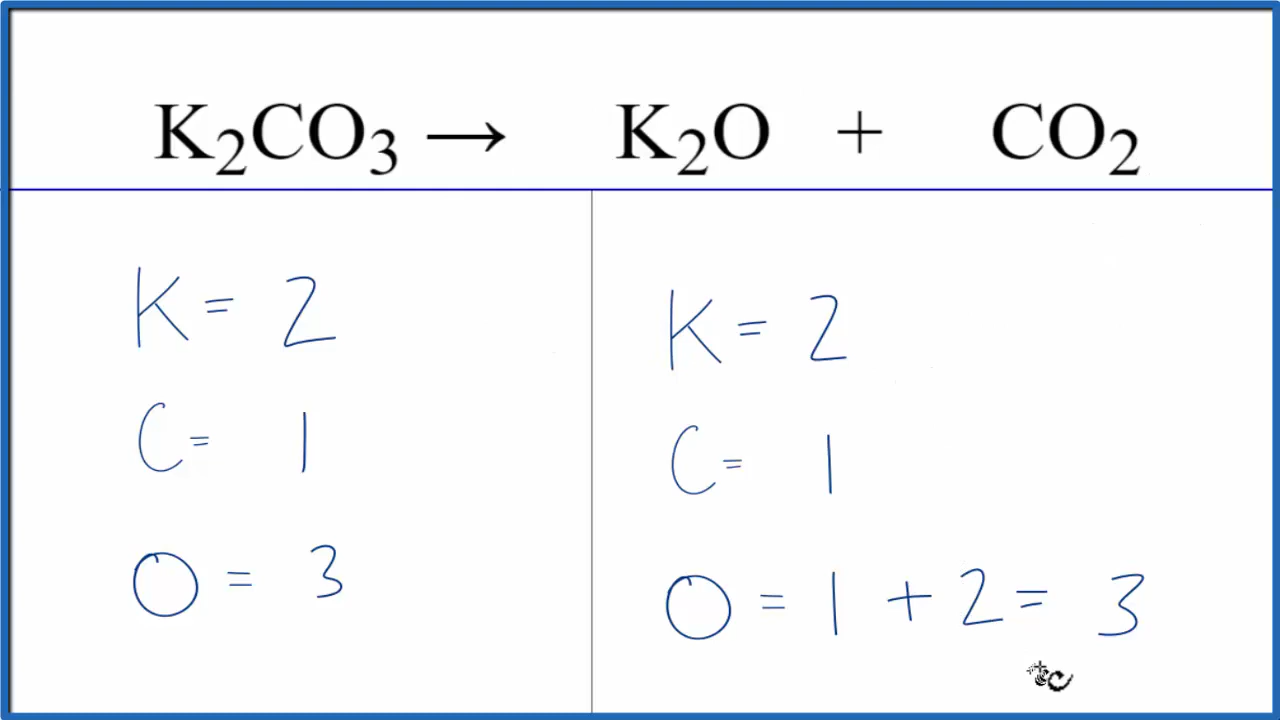 K₂CO₃ → K₂O + CO₂
K = 2
C = 1
O = 3
K = 2
C = 1
O = 1 + 2 = 3